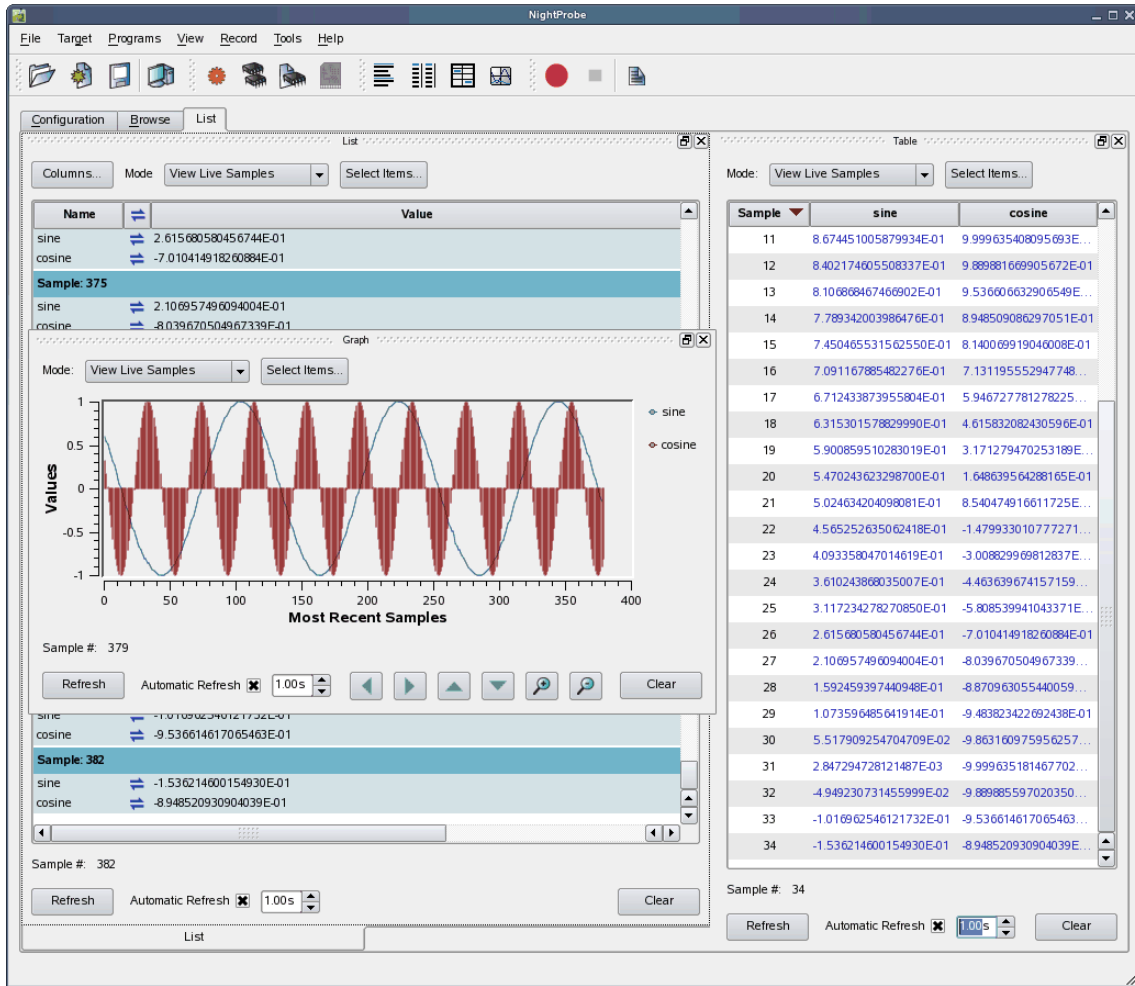 NightProbe
File Target Programs View Record Tools Help
Configuration Browse List
List
Columns... Mode View Live Samples Select Items...
Name Value
sine 2.615680580456744E-01
cosine -7.010414918260884E-01
Sample: 375
sine 2.106957496094004E-01
cosine -8.039670504967339E-01
Graph
Mode: View Live Samples Select Items...
Values
1
0.5
0
-0.5
-1
0 50 100 150 200 250 300 350 400
Most Recent Samples
sine
cosine
Sample #: 379
Refresh Automatic Refresh 1.00s Clear
sine -1.016962546121732E-01
cosine -9.536614617065463E-01
Sample: 382
sine -1.536214600154930E-01
cosine -8.948520930904039E-01
Sample #: 382
Refresh Automatic Refresh 1.00s Clear
List
Table
Mode: View Live Samples Select Items...
Sample sine cosine
11 8.674451005879934E-01 9.999635408095693E...
12 8.402174605508337E-01 9.889881669905672E-01
13 8.106868467466902E-01 9.536606632906549E...
14 7.789342003986476E-01 8.948509086297051E-01
15 7.450465531562550E-01 8.140069919046008E-01
16 7.091167885482276E-01 7.131195552947748...
17 6.712433873955804E-01 5.946727781278225...
18 6.315301578829990E-01 4.615832082430596E-01
19 5.900859510283019E-01 3.171279470253189E...
20 5.470243623298700E-01 1.648639564288165E-01
21 5.024634204098081E-01 8.540474916611725E...
22 4.565252635062418E-01 -1.479933010777271...
23 4.093358047014619E-01 -3.008829969812837E...
24 3.610243868035007E-01 -4.463639674157159...
25 3.117234278270850E-01 -5.808539941043371E...
26 2.615680580456744E-01 -7.010414918260884E-01
27 2.106957496094004E-01 -8.039670504967339...
28 1.592459397440948E-01 -8.870963055440059...
29 1.073596485641914E-01 -9.483823422692438E-01
30 5.517909254704709E-02 -9.863160975956257...
31 2.847294728121487E-03 -9.999635181467702...
32 -4.949230731455999E-02 -9.889885597020350...
33 -1.016962546121732E-01 -9.536614617065463...
34 -1.536214600154930E-01 -8.948520930904039E...
Sample #: 34
Refresh Automatic Refresh 1.00s Clear